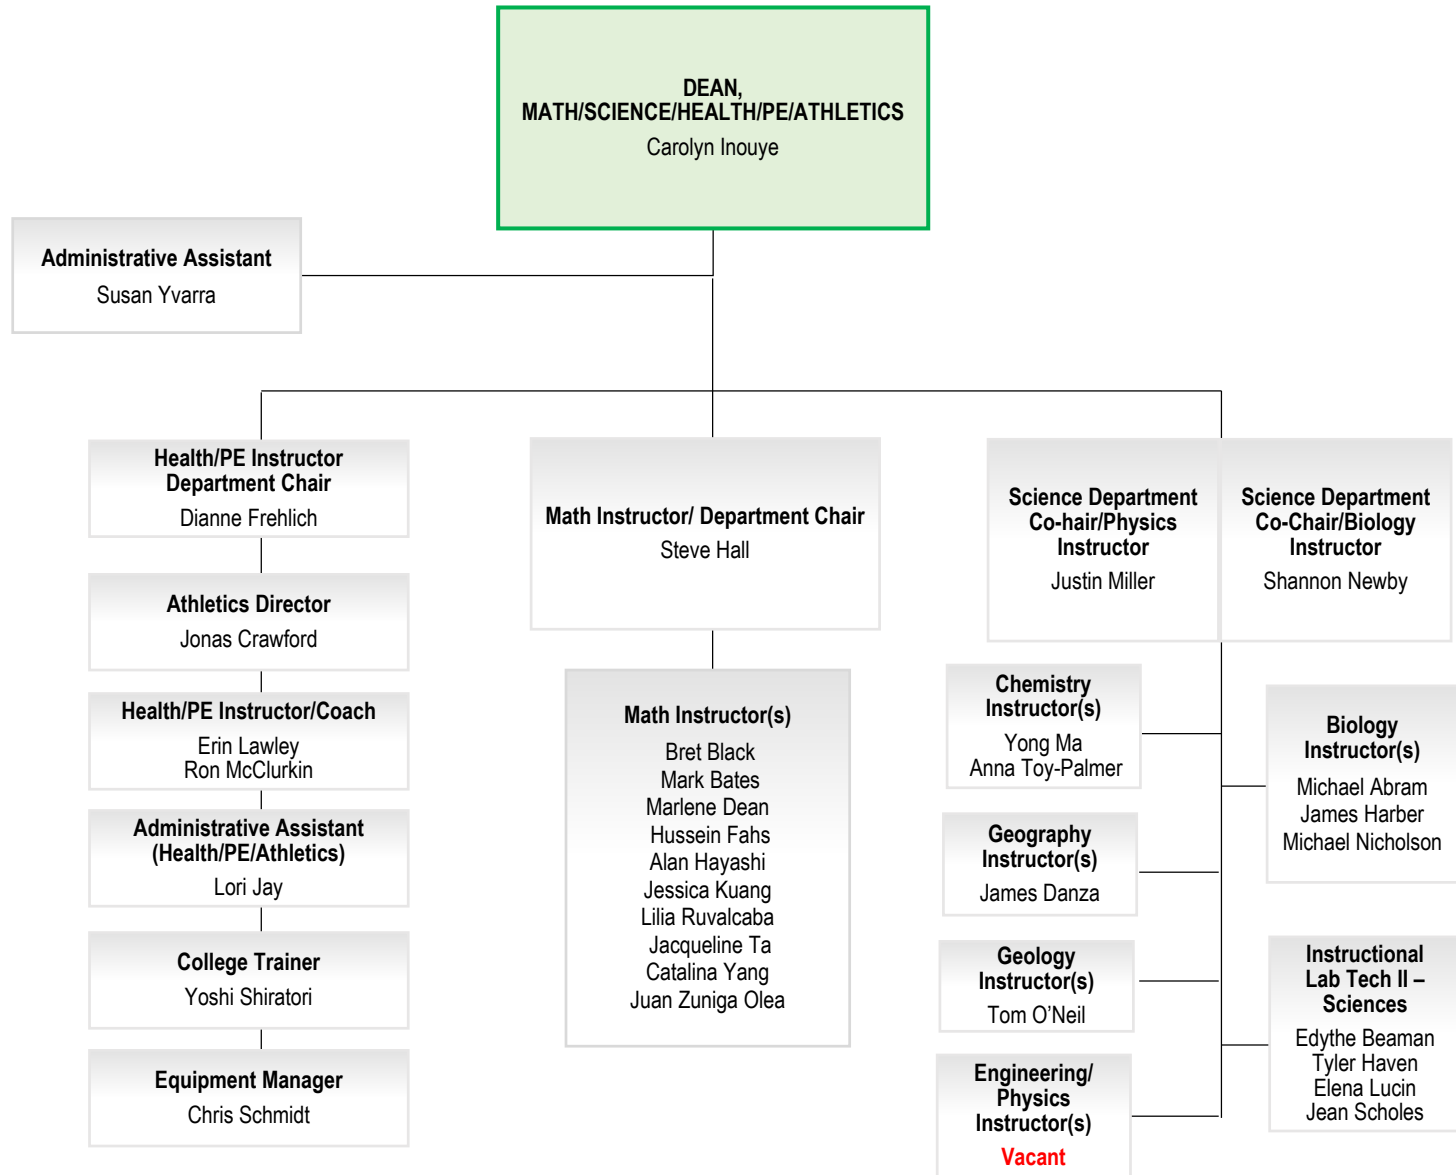 DEAN,
MATH/SCIENCE/HEALTH/PE/ATHLETICS
Carolyn Inouye
Administrative Assistant
Susan Yvarra
Health/PE Instructor
Department Chair
Dianne Frehlich
Athletics Director
Jonas Crawford
Health/PE Instructor/Coach
Erin Lawley
Ron McClurkin
Administrative Assistant
(Health/PE/Athletics)
Lori Jay
College Trainer
Yoshi Shiratori
Equipment Manager
Chris Schmidt
Math Instructor/ Department Chair
Steve Hall
Math Instructor(s)
Bret Black
Mark Bates
Marlene Dean
Hussein Fahs
Alan Hayashi
Jessica Kuang
Lilia Ruvalcaba
Jacqueline Ta
Catalina Yang
Juan Zuniga Olea
Science Department
Co-hair/Physics
Instructor
Justin Miller
Science Department
Co-Chair/Biology
Instructor
Shannon Newby
Chemistry
Instructor(s)
Yong Ma
Anna Toy-Palmer
Geography
Instructor(s)
James Danza
Geology
Instructor(s)
Tom O’Neil
Engineering/
Physics
Instructor(s)
Vacant
Biology
Instructor(s)
Michael Abram
James Harber
Michael Nicholson
Instructional
Lab Tech II –
Sciences
Edythe Beaman
Tyler Haven
Elena Lucin
Jean Scholes